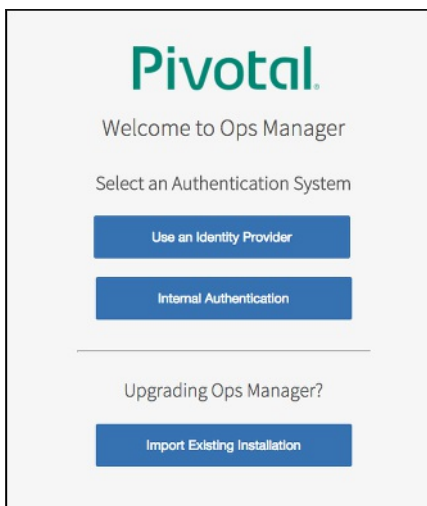 Pivotal.
Welcome to Ops Manager
Select an Authentication System
Use an Identity Provider
Internal Authentication
Upgrading Ops Manager?
Import Existing Installation